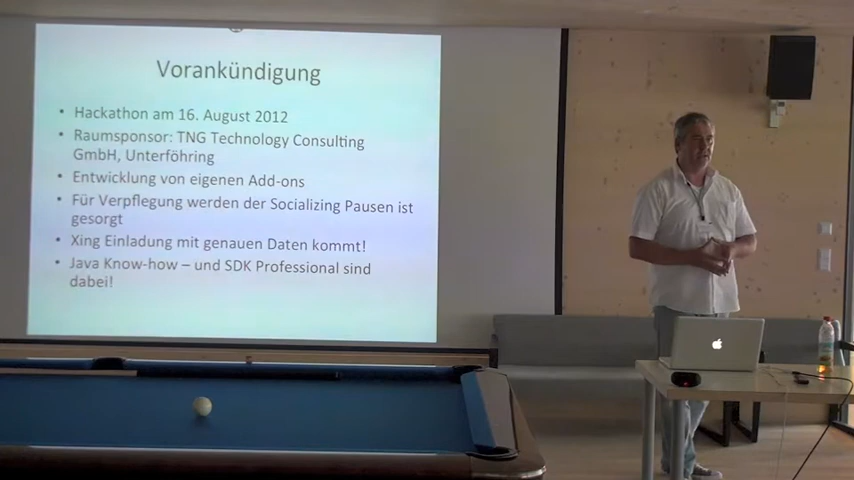 Vorankündigung
• Hackathon am 16. August 2012
• Raumsponsor: TNG Technology Consulting
GmbH, Unterföhring
• Entwicklung von eigenen Add-ons
• Für Verpflegung werden der Socializing Pausen ist
gesorgt
• Xing Einladung mit genauen Daten kommt!
• Java Know-how – und SDK Professional sind
dabei!